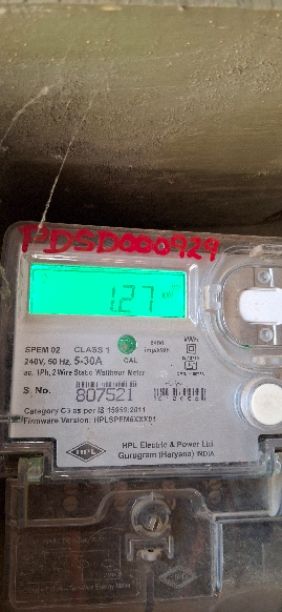 P3DSD000929
1.27 kW
SPEM 02 CLASS 1
240V, 50 Hz, 5-30A CAL
ac. 1Ph, 2 Wire Static Watthour Meter
S. No. 807521
Category C3 as per IS 15959:2011
Firmware Version: HPLSPEM6XXX01
HPL
HPL Electric & Power Ltd
Gurugram (Haryana) INDIA